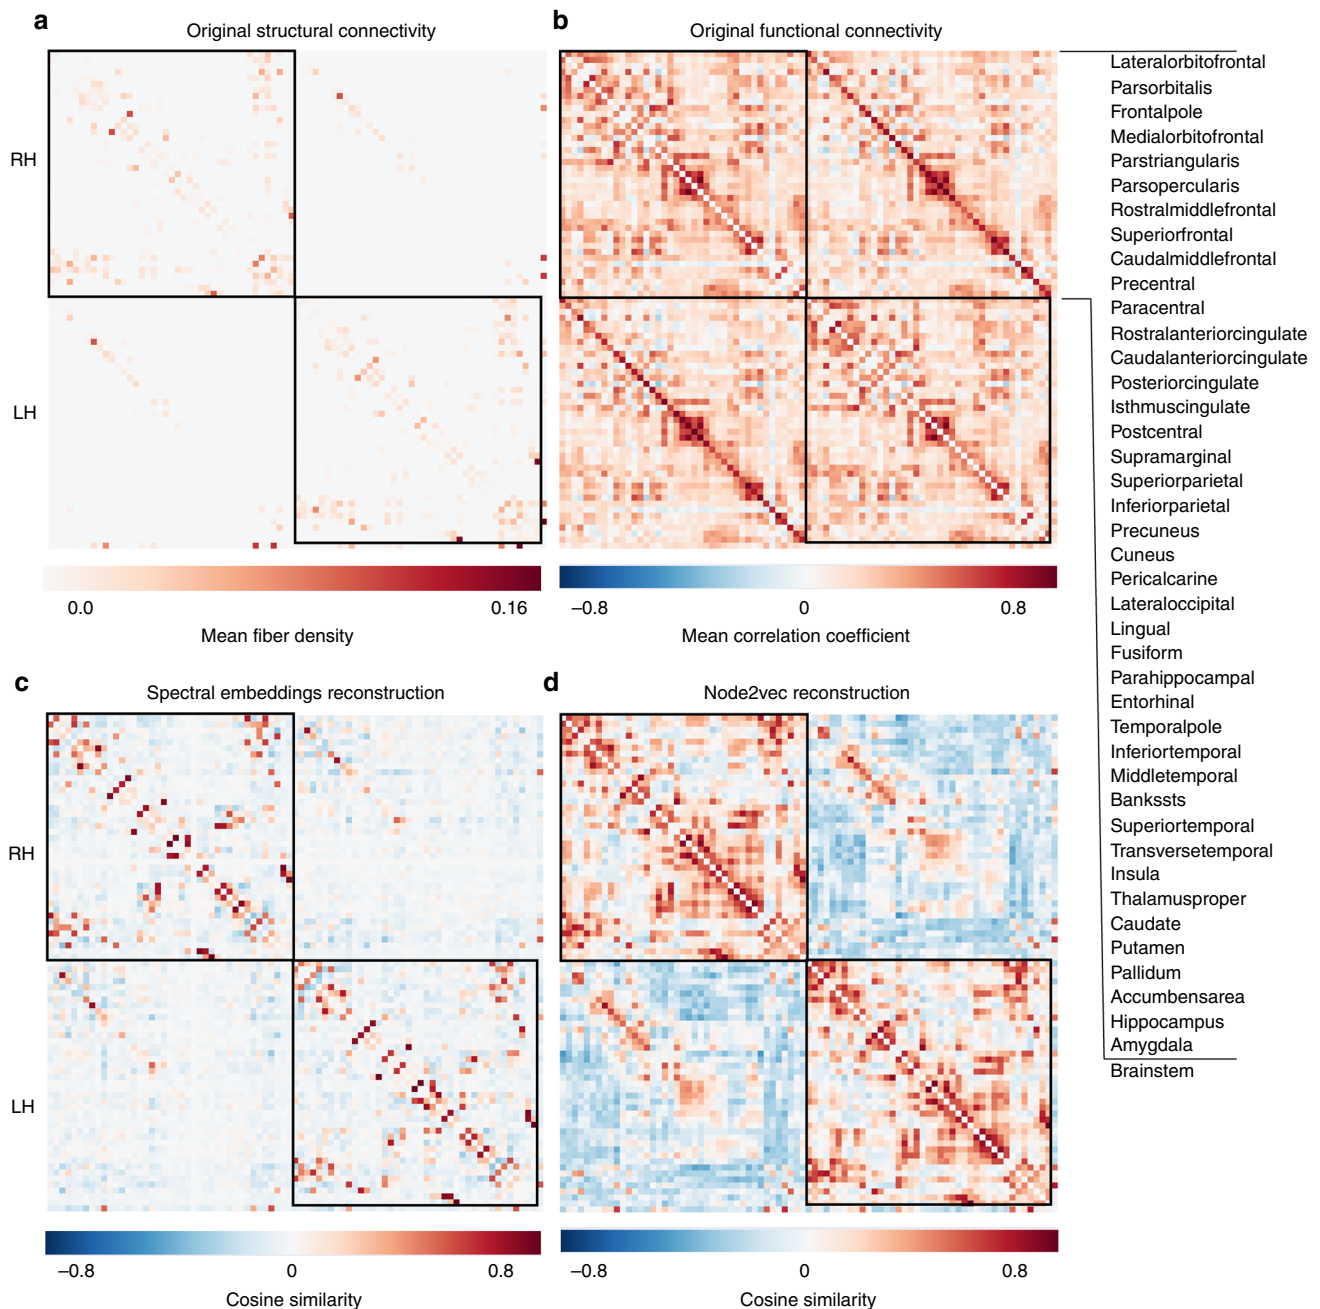 a
Original structural connectivity
b
Original functional connectivity
RH
LH
0.0
0.16
Mean fiber density
−0.8
0
0.8
Mean correlation coefficient
Lateralorbitofrontal
Parsorbitalis
Frontalpole
Medialorbitofrontal
Parstriangularis
Parsopercularis
Rostralmiddlefrontal
Superiorfrontal
Caudalmiddlefrontal
Precentral
Paracentral
Rostralanteriorcingulate
Caudalanteriorcingulate
Posteriorcingulate
Isthmuscingulate
Postcentral
Supramarginal
Superiorparietal
Inferiorparietal
Precuneus
Cuneus
Pericalcarine
Lateraloccipital
Lingual
Fusiform
Parahippocampal
Entorhinal
Temporalpole
Inferiortemporal
Middletemporal
Bankssts
Superiortemporal
Transversetemporal
Insula
Thalamusproper
Caudate
Putamen
Pallidum
Accumbensarea
Hippocampus
Amygdala
Brainstem
c
Spectral embeddings reconstruction
d
Node2vec reconstruction
RH
LH
−0.8
0
0.8
Cosine similarity
−0.8
0
0.8
Cosine similarity